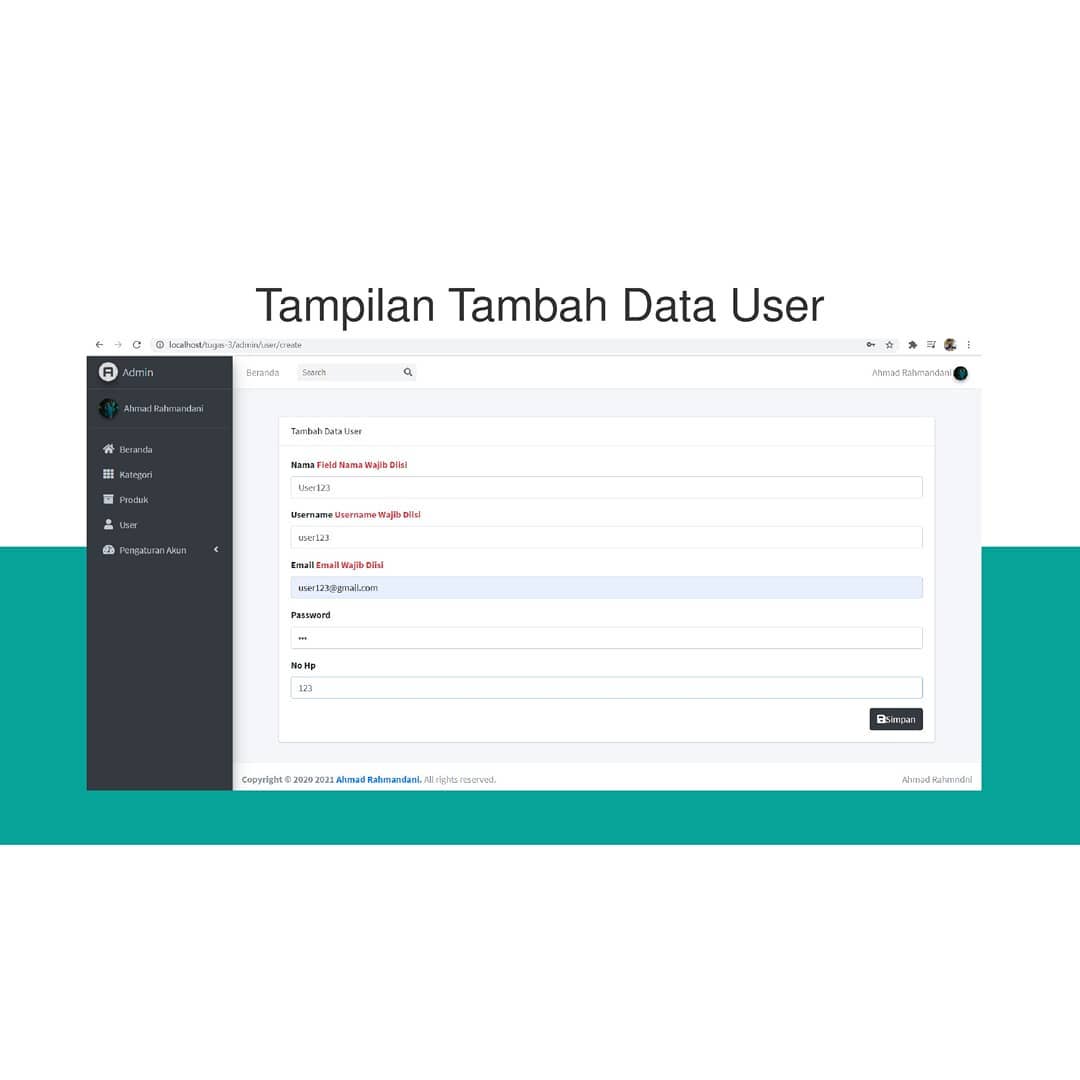 Tampilan Tambah Data User
localhost/tugas-3/admin/user/create
Admin
Beranda
Search
Ahmad Rahmandani
Ahmad Rahmandani
Beranda
Kategori
Produk
User
Pengaturan Akun
Tambah Data User
Nama Field Nama Wajib Diisi
User123
Username Username Wajib Diisi
user123
Email Email Wajib Diisi
user123@gmail.com
Password
•••
No Hp
123
Simpan
Copyright © 2020 2021 Ahmad Rahmandani. All rights reserved.
Ahmad Rahmndni